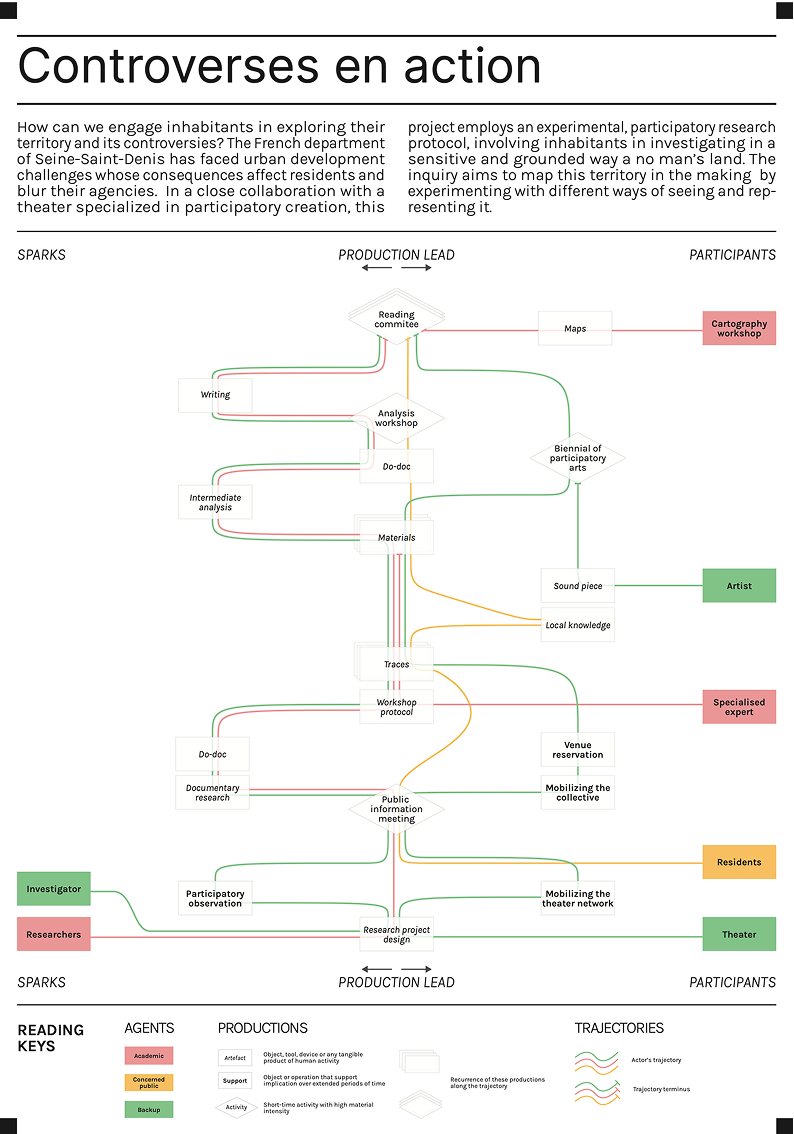 Controverses en action
How can we engage inhabitants in exploring their
territory and its controversies? The French department
of Seine-Saint-Denis has faced urban development
challenges whose consequences affect residents and
blur their agencies. In a close collaboration with a
theater specialized in participatory creation, this
project employs an experimental, participatory research
protocol, involving inhabitants in investigating in a
sensitive and grounded way a no man's land. The
inquiry aims to map this territory in the making by
experimenting with different ways of seeing and rep-
resenting it.
SPARKS
PRODUCTION LEAD
PARTICIPANTS
Reading
commitee
Maps
Cartography
workshop
Writing
Analysis
workshop
Biennial of
participatory
arts
Do-doc
Intermediate
analysis
Materials
Sound piece
Artist
Local knowledge
Traces
Workshop
protocol
Specialised
expert
Do-doc
Venue
reservation
Documentary
research
Mobilizing the
collective
Public
information
meeting
Residents
Investigator
Participatory
observation
Mobilizing the
theater network
Researchers
Research project
design
Theater
SPARKS
PRODUCTION LEAD
PARTICIPANTS
READING
KEYS
AGENTS
Academic
Concerned
public
Backup
PRODUCTIONS
Artefact
Object, tool, device or any tangible
product of human activity
Support
Object or operation that support
implication over extended periods of time
Activity
Short-time activity with high material
intensity
Recurrence of these productions
along the trajectory
TRAJECTORIES
Actor's trajectory
Trajectory terminus